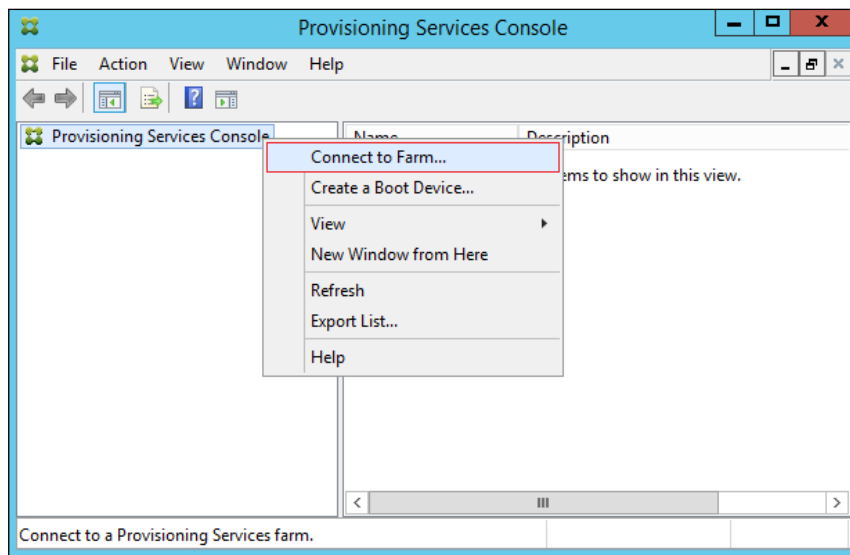 Provisioning Services Console
File Action View Window Help
Provisioning Services Console
Name Description
Connect to Farm...
ems to show in this view.
Create a Boot Device...
View
New Window from Here
Refresh
Export List...
Help
Connect to a Provisioning Services farm.